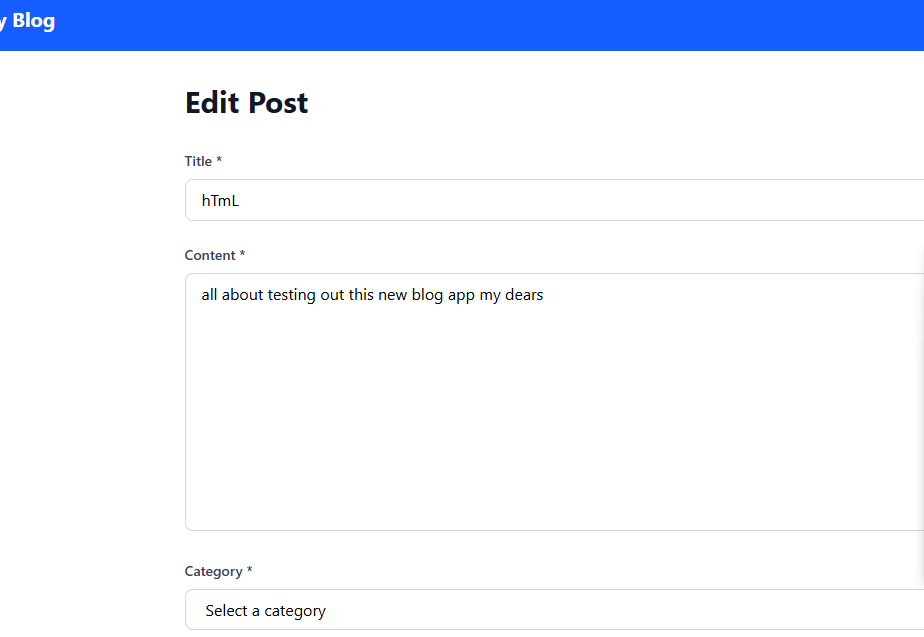 y Blog
Edit Post
Title *
hTmL
Content *
all about testing out this new blog app my dears
Category *
Select a category